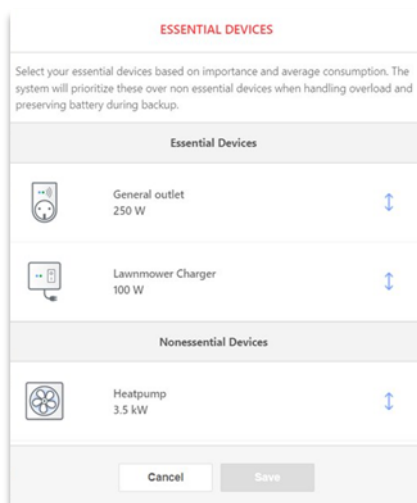 ESSENTIAL DEVICES
Select your essential devices based on importance and average consumption. The
system will prioritize these over non essential devices when handling overload and
preserving battery during backup.
Essential Devices
General outlet
250 W
Lawnmower Charger
100 W
Nonessential Devices
Heatpump
3.5 kW
Cancel
Save